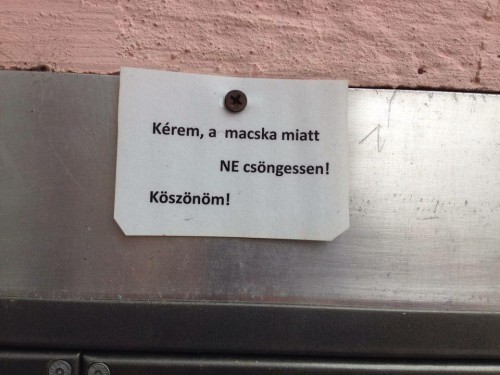 Kérem, a macska miatt
NE csöngessen!
Köszönöm!